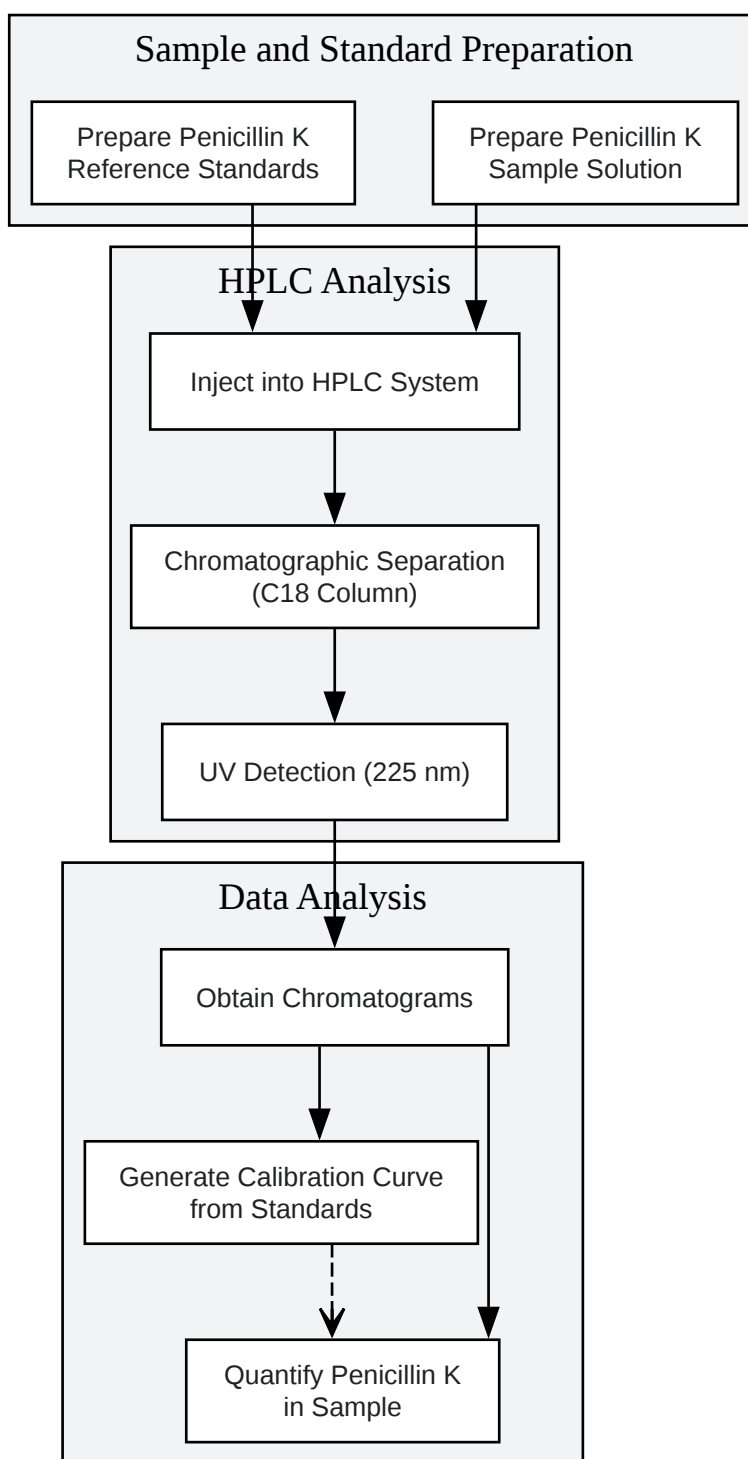 Sample and Standard Preparation
Prepare Penicillin K
Reference Standards
Prepare Penicillin K
Sample Solution
HPLC Analysis
Inject into HPLC System
Chromatographic Separation
(C18 Column)
UV Detection (225 nm)
Data Analysis
Obtain Chromatograms
Generate Calibration Curve
from Standards
Quantify Penicillin K
in Sample